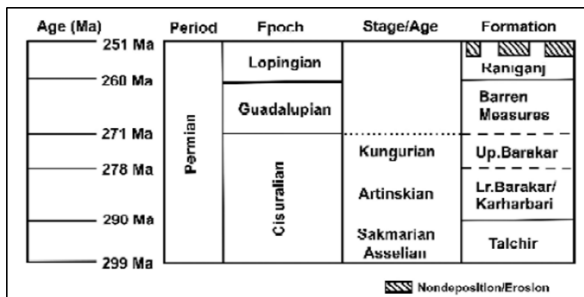 Age (Ma) Period Epoch Stage/Age Formation
251 Ma
Lopingian
Raniganj
260 Ma
Guadalupian
Barren
Measures
271 Ma
Permian
Kungurian
Up.Barakar
278 Ma
Cisuralian
Artinskian
Lr.Barakar/
Karharbari
290 Ma
Sakmarian
Asselian
Talchir
299 Ma
Nondeposition/Erosion